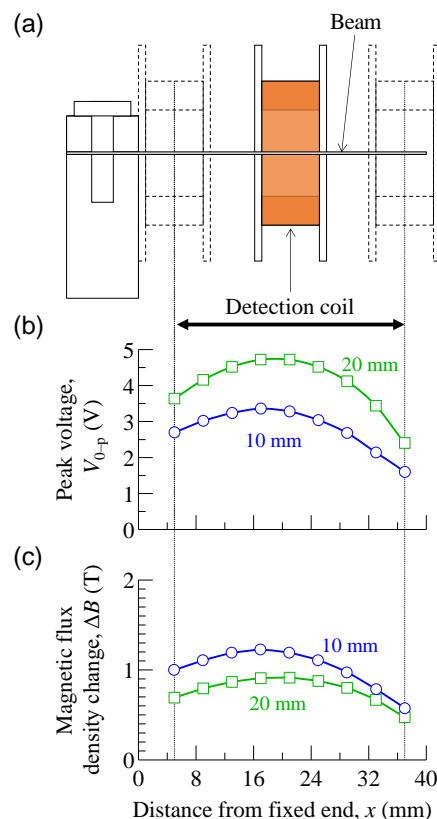 (a)
Beam
Detection coil
(b)
5
4
3
2
1
0
Peak voltage,
V0–p (V)
20 mm
10 mm
(c)
2
1
0
Magnetic flux
density change, ΔB (T)
10 mm
20 mm
0 8 16 24 32 40
Distance from fixed end, x (mm)